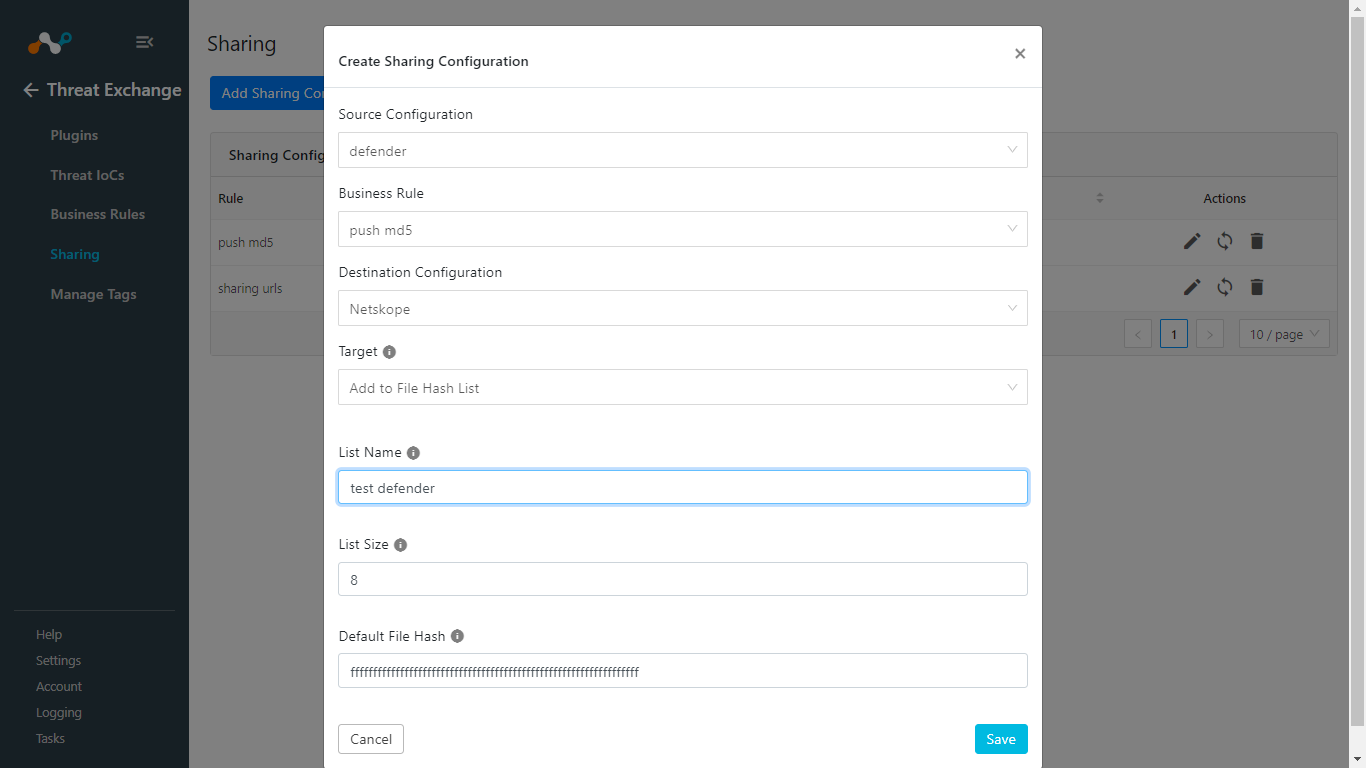 Threat Exchange
Plugins
Threat IoCs
Business Rules
Sharing
Manage Tags
Help
Settings
Account
Logging
Tasks
Sharing
Add Sharing Co
Sharing Config
Rule
Actions
push md5
sharing urls
<
1
>
10 / page
Create Sharing Configuration
×
Source Configuration
defender
Business Rule
push md5
Destination Configuration
Netskope
Target
Add to File Hash List
List Name
test defender
List Size
8
Default File Hash
ffffffffffffffffffffffffffffffffffffffffffffffffffffffffffffffff
Cancel
Save